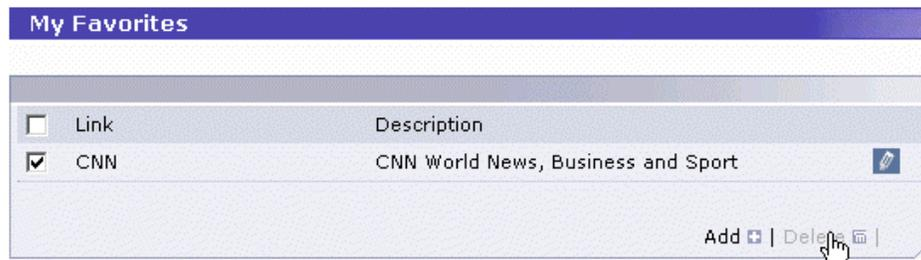 My Favorites
Link Description
CNN CNN World News, Business and Sport
Add | Delete |